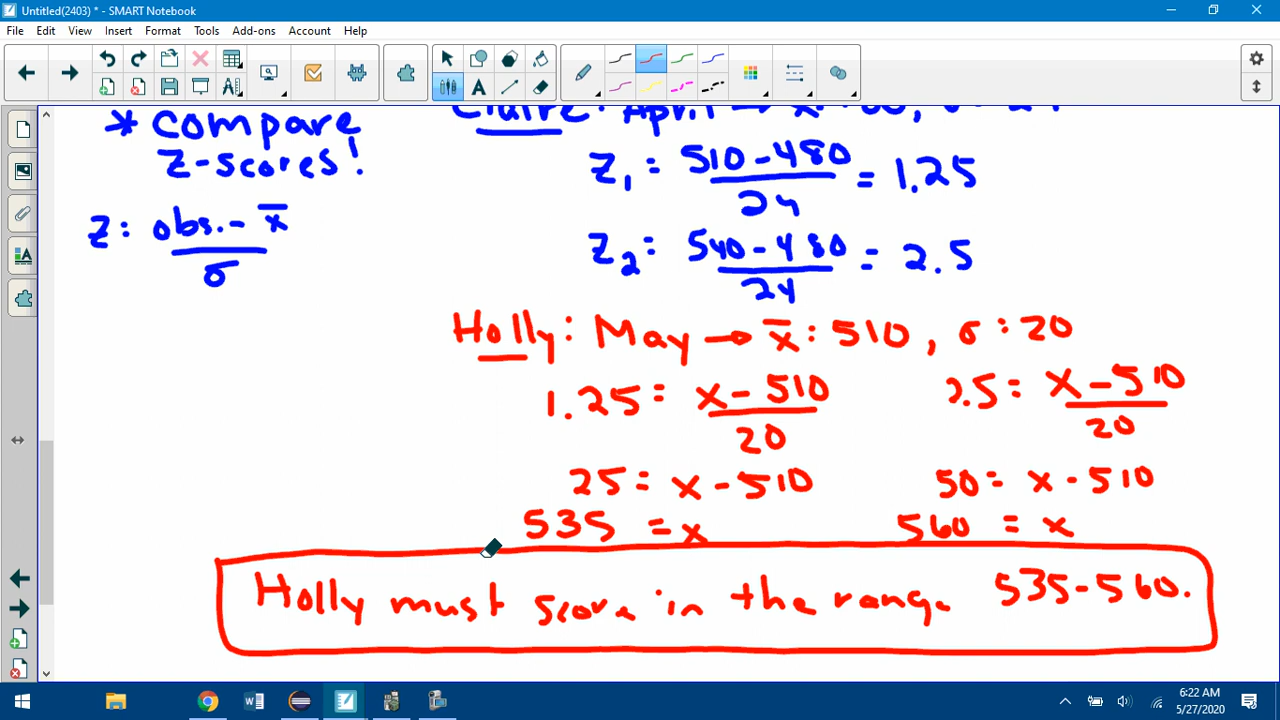 Untitled(2403) * - SMART Notebook
File Edit View Insert Format Tools Add-ons Account Help
* compare
z-scores!
z: obs. - x̄
σ
Claire: April →
Z₁ = 510 - 480 = 1.25
24
Z₂ = 540 - 480 = 2.5
24
Holly: May → x̄ : 510, σ : 20
1.25 = x - 510
20
25 = x - 510
535 = x
2.5 = x - 510
20
50 = x - 510
560 = x
Holly must score in the range 535-560.
6:22 AM
5/27/2020